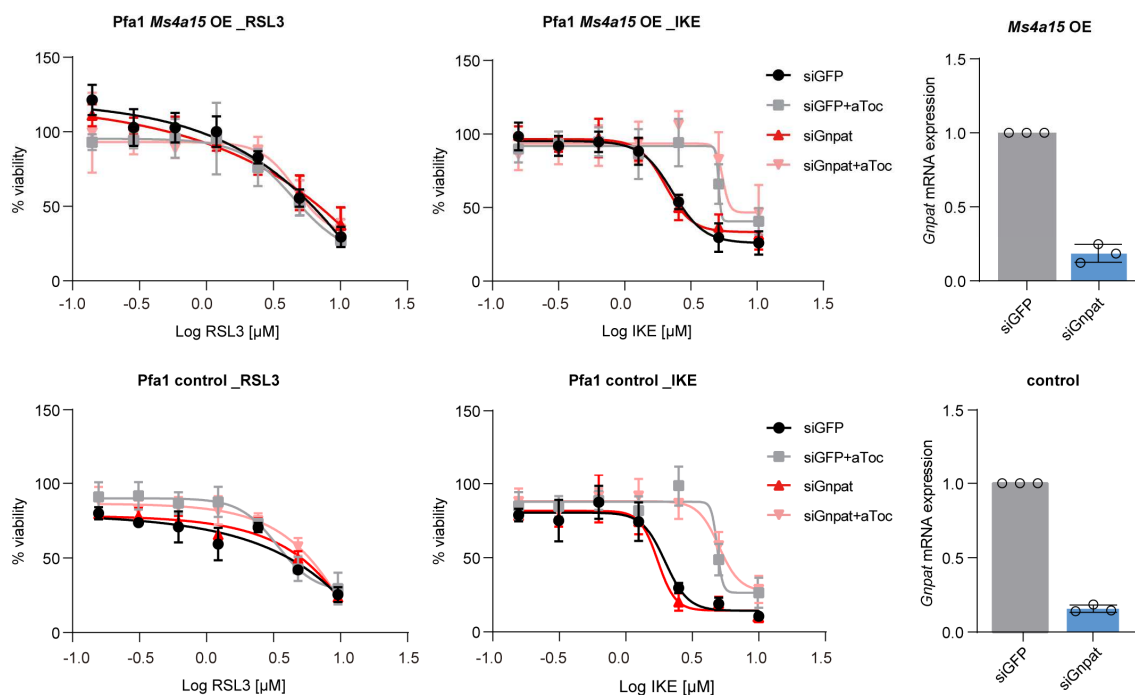 Pfa1 Ms4a15 OE _RSL3
150
100
50
0
% viability
-1.0
-0.5
0.0
0.5
1.0
1.5
Log RSL3 [µM]
Pfa1 Ms4a15 OE _IKE
150
100
50
0
% viability
-1.0
-0.5
0.0
0.5
1.0
1.5
Log IKE [µM]
siGFP
siGFP+aToc
siGnpat
siGnpat+aToc
Ms4a15 OE
1.5
1.0
0.5
0.0
Gnpat mRNA expression
siGFP
siGnpat
Pfa1 control _RSL3
150
100
50
0
% viability
-1.0
-0.5
0.0
0.5
1.0
1.5
Log RSL3 [µM]
Pfa1 control _IKE
150
100
50
0
% viability
-1.0
-0.5
0.0
0.5
1.0
1.5
Log IKE [µM]
siGFP
siGFP+aToc
siGnpat
siGnpat+aToc
control
1.5
1.0
0.5
0.0
Gnpat mRNA expression
siGFP
siGnpat